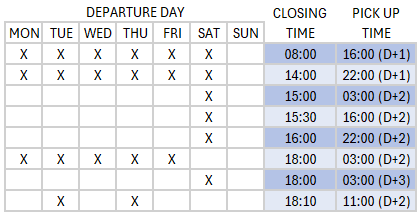 DEPARTURE DAY CLOSING PICK UP
MON TUE WED THU FRI SAT SUN TIME TIME
X X X X X X 08:00 16:00 (D+1)
X X X X X X 14:00 22:00 (D+1)
X 15:00 03:00 (D+2)
X 15:30 16:00 (D+2)
X 16:00 22:00 (D+2)
X X X X X 18:00 03:00 (D+2)
X 18:00 03:00 (D+3)
X X 18:10 11:00 (D+2)